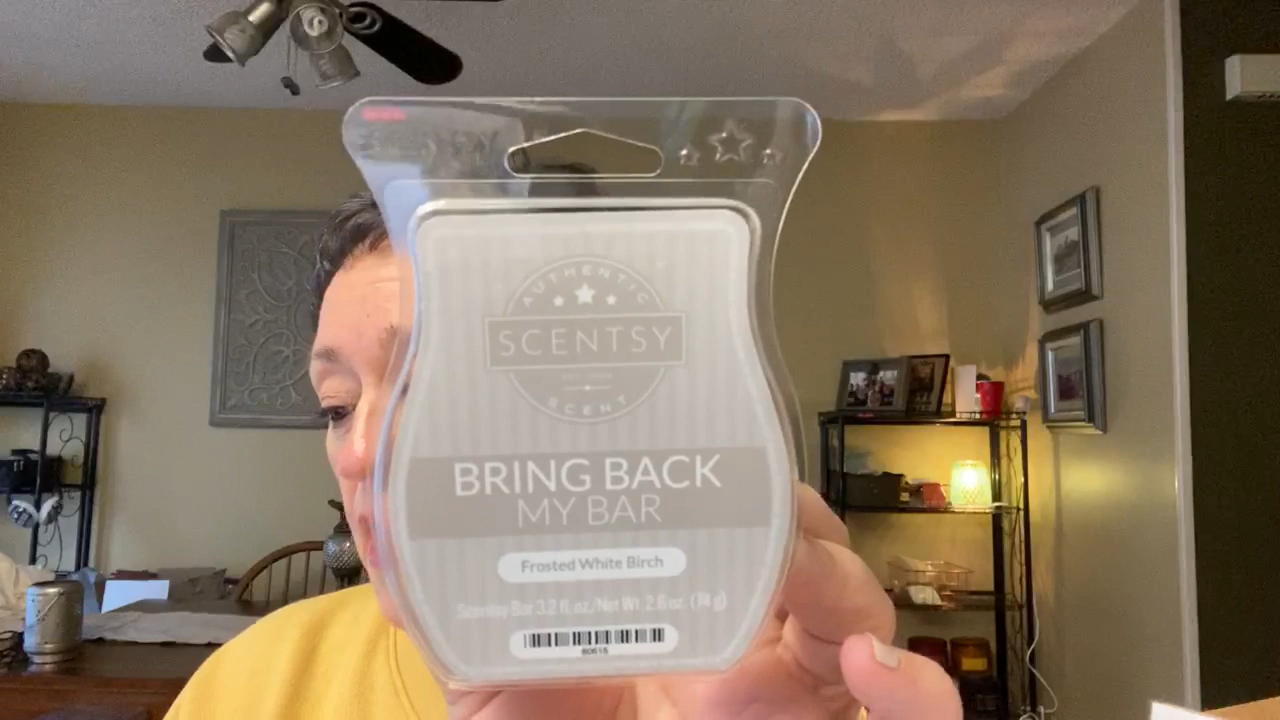 AUTHENTIC
SCENTSY
SCENT
BRING BACK
MY BAR
Frosted White Birch
Scentsy Bar 3.2 fl. oz./Net Wt. 2.6 oz. (74 g)
80615